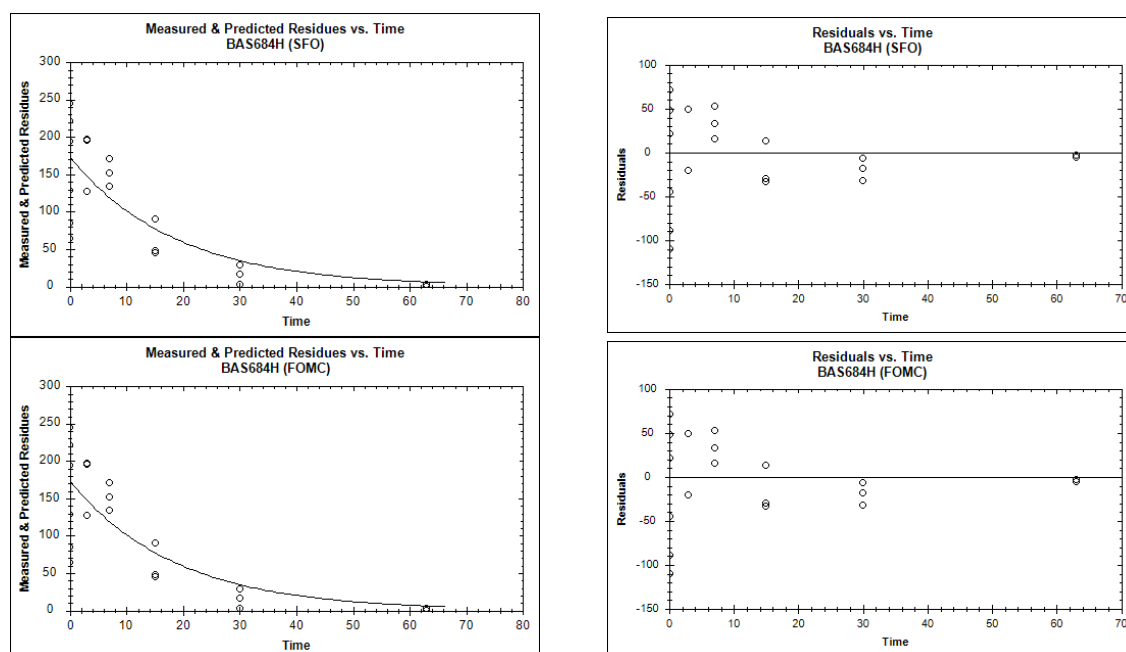 Measured & Predicted Residues vs. Time
BAS684H (SFO)
Measured & Predicted Residues
300
250
200
150
100
50
0
0 10 20 30 40 50 60 70 80
Time
Residuals vs. Time
BAS684H (SFO)
Residuals
100
50
0
-50
-100
-150
0 10 20 30 40 50 60 70
Time
Measured & Predicted Residues vs. Time
BAS684H (FOMC)
Measured & Predicted Residues
300
250
200
150
100
50
0
0 10 20 30 40 50 60 70 80
Time
Residuals vs. Time
BAS684H (FOMC)
Residuals
100
50
0
-50
-100
-150
0 10 20 30 40 50 60 70
Time